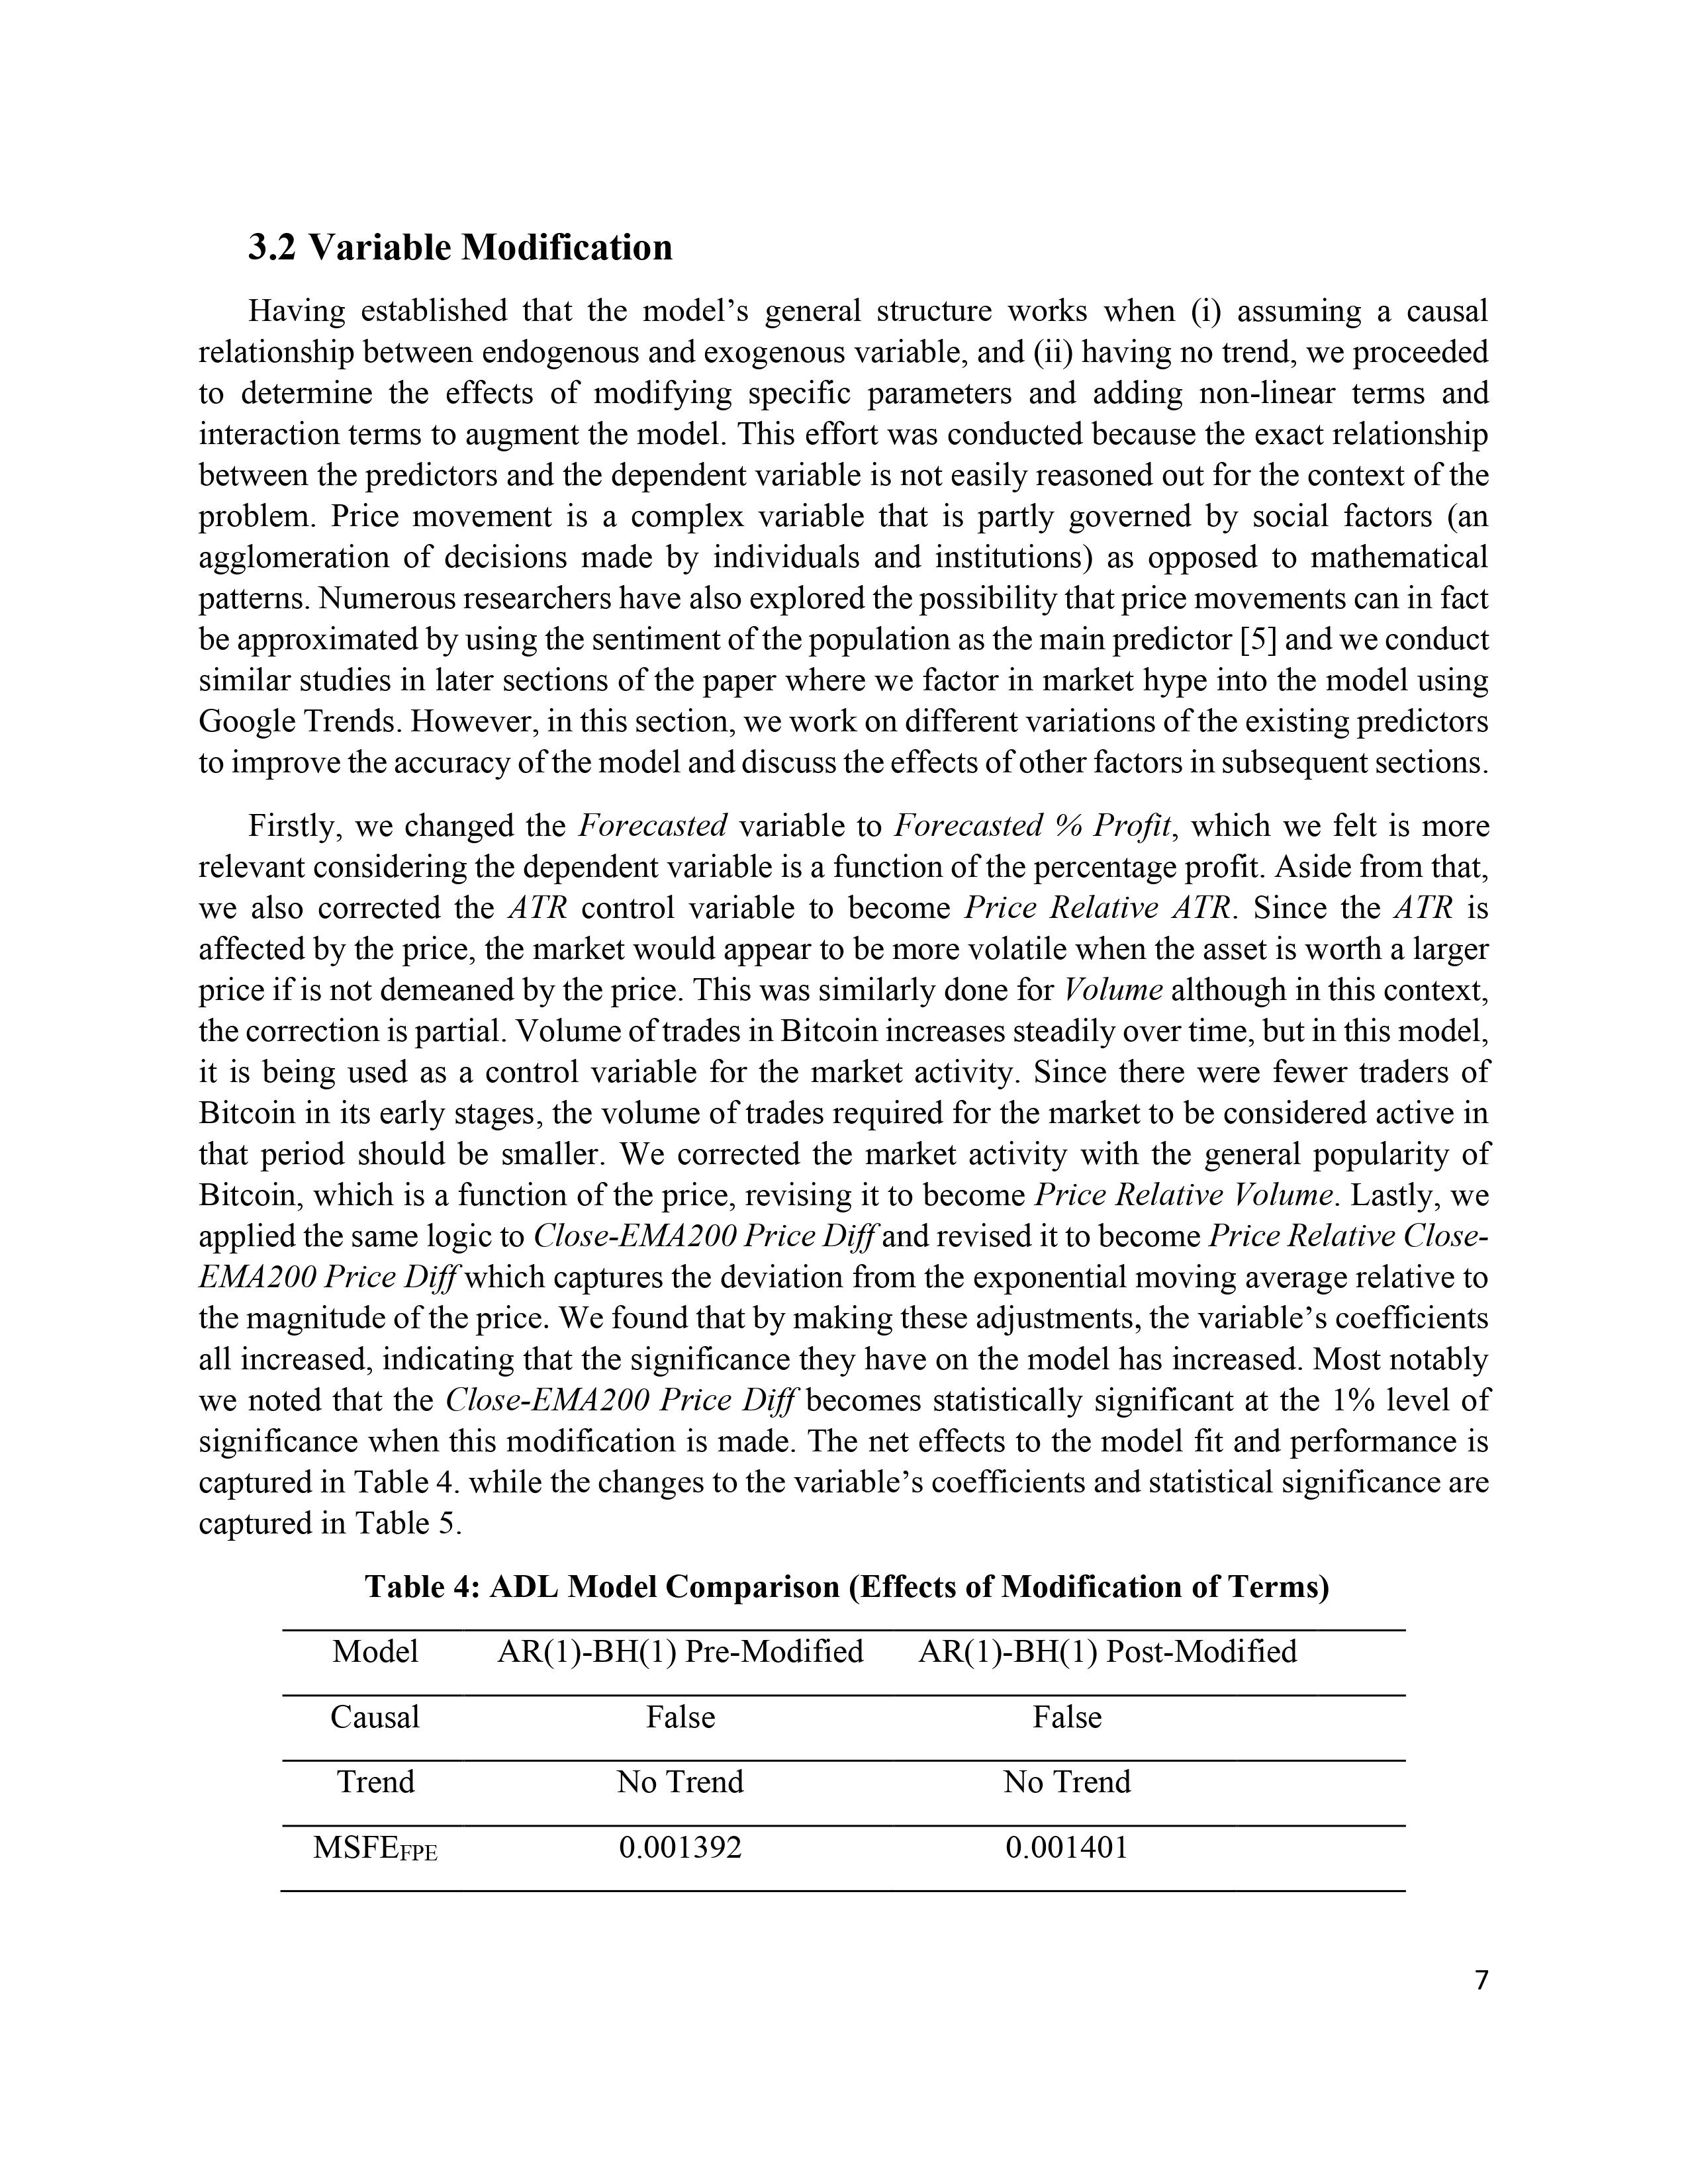 3.2 Variable Modification
Having established that the model’s general structure works when (i) assuming a causal
relationship between endogenous and exogenous variable, and (ii) having no trend, we proceeded
to determine the effects of modifying specific parameters and adding non-linear terms and
interaction terms to augment the model. This effort was conducted because the exact relationship
between the predictors and the dependent variable is not easily reasoned out for the context of the
problem. Price movement is a complex variable that is partly governed by social factors (an
agglomeration of decisions made by individuals and institutions) as opposed to mathematical
patterns. Numerous researchers have also explored the possibility that price movements can in fact
be approximated by using the sentiment of the population as the main predictor [5] and we conduct
similar studies in later sections of the paper where we factor in market hype into the model using
Google Trends. However, in this section, we work on different variations of the existing predictors
to improve the accuracy of the model and discuss the effects of other factors in subsequent sections.
Firstly, we changed the Forecasted variable to Forecasted % Profit, which we felt is more
relevant considering the dependent variable is a function of the percentage profit. Aside from that,
we also corrected the ATR control variable to become Price Relative ATR. Since the ATR is
affected by the price, the market would appear to be more volatile when the asset is worth a larger
price if is not demeaned by the price. This was similarly done for Volume although in this context,
the correction is partial. Volume of trades in Bitcoin increases steadily over time, but in this model,
it is being used as a control variable for the market activity. Since there were fewer traders of
Bitcoin in its early stages, the volume of trades required for the market to be considered active in
that period should be smaller. We corrected the market activity with the general popularity of
Bitcoin, which is a function of the price, revising it to become Price Relative Volume. Lastly, we
applied the same logic to Close-EMA200 Price Diff and revised it to become Price Relative Close-
EMA200 Price Diff which captures the deviation from the exponential moving average relative to
the magnitude of the price. We found that by making these adjustments, the variable’s coefficients
all increased, indicating that the significance they have on the model has increased. Most notably
we noted that the Close-EMA200 Price Diff becomes statistically significant at the 1% level of
significance when this modification is made. The net effects to the model fit and performance is
captured in Table 4. while the changes to the variable’s coefficients and statistical significance are
captured in Table 5.
Table 4: ADL Model Comparison (Effects of Modification of Terms)
Model AR(1)-BH(1) Pre-Modified AR(1)-BH(1) Post-Modified
Causal False False
Trend No Trend No Trend
MSFEFPE 0.001392 0.001401
7